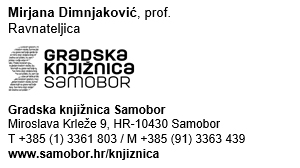 Mirjana Dimnjaković, prof.
Ravnateljica
GRADSKA
KNJIŽNICA
SAMOBOR
Gradska knjižnica Samobor
Miroslava Krleže 9, HR-10430 Samobor
T +385 (1) 3361 803 / M +385 (91) 3363 439
www.samobor.hr/knjiznica